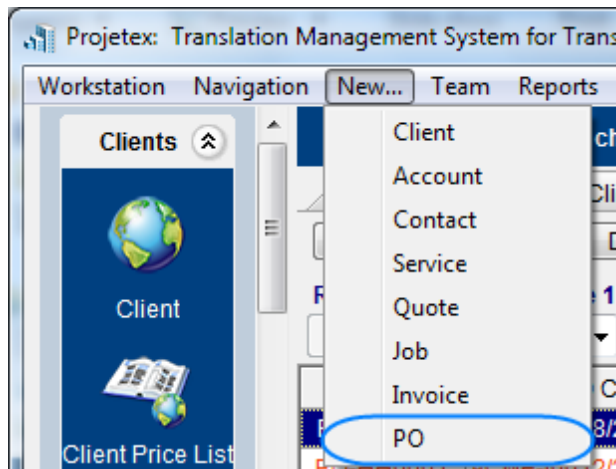 Projetex: Translation Management System for Trans
Workstation Navigation New... Team Reports
Clients
Client
Client Price List
Client
Account
Contact
Service
Quote
Job
Invoice
PO